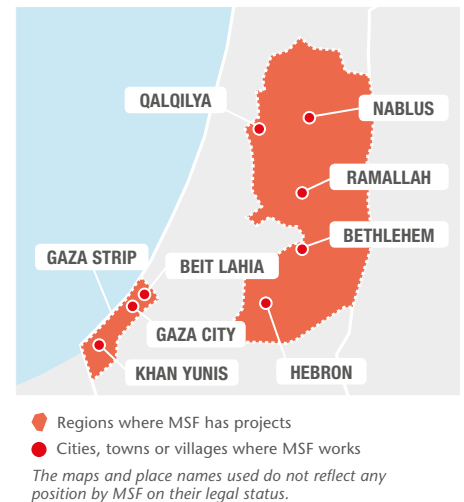 QALQILYA
NABLUS
RAMALLAH
BETHLEHEM
GAZA STRIP
BEIT LAHIA
GAZA CITY
KHAN YUNIS
HEBRON
Regions where MSF has projects
Cities, towns or villages where MSF works
The maps and place names used do not reflect any
position by MSF on their legal status.